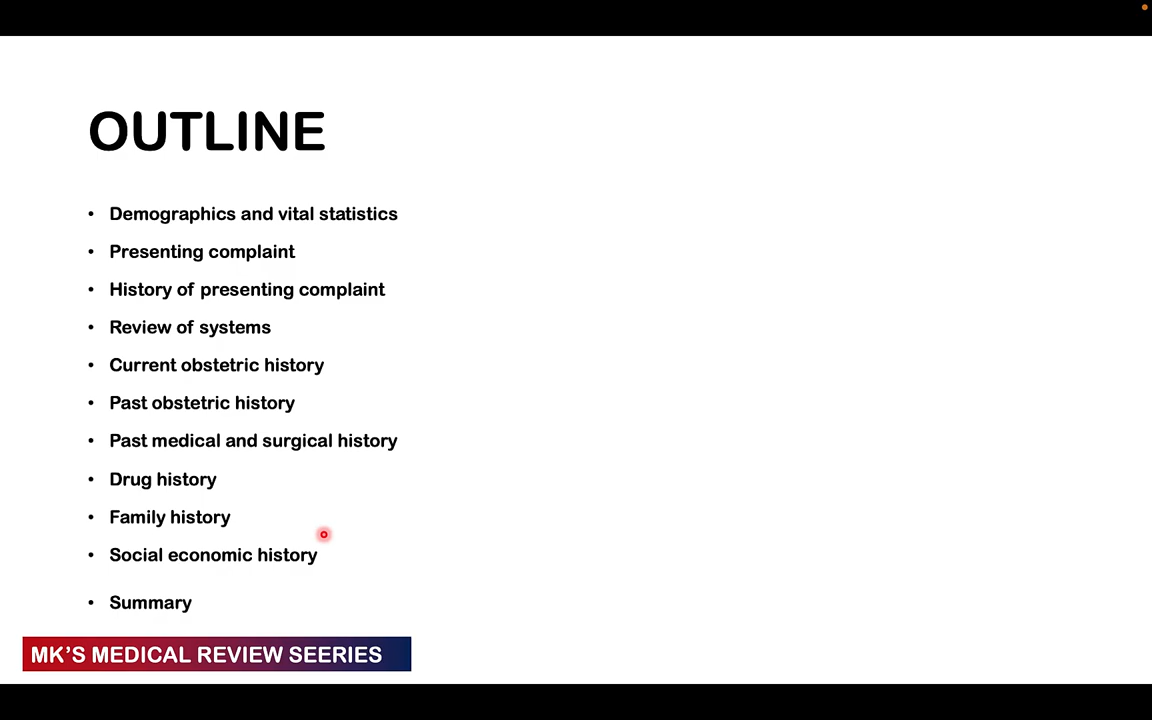 OUTLINE
• Demographics and vital statistics
• Presenting complaint
• History of presenting complaint
• Review of systems
• Current obstetric history
• Past obstetric history
• Past medical and surgical history
• Drug history
• Family history
• Social economic history
• Summary
MK'S MEDICAL REVIEW SEERIES